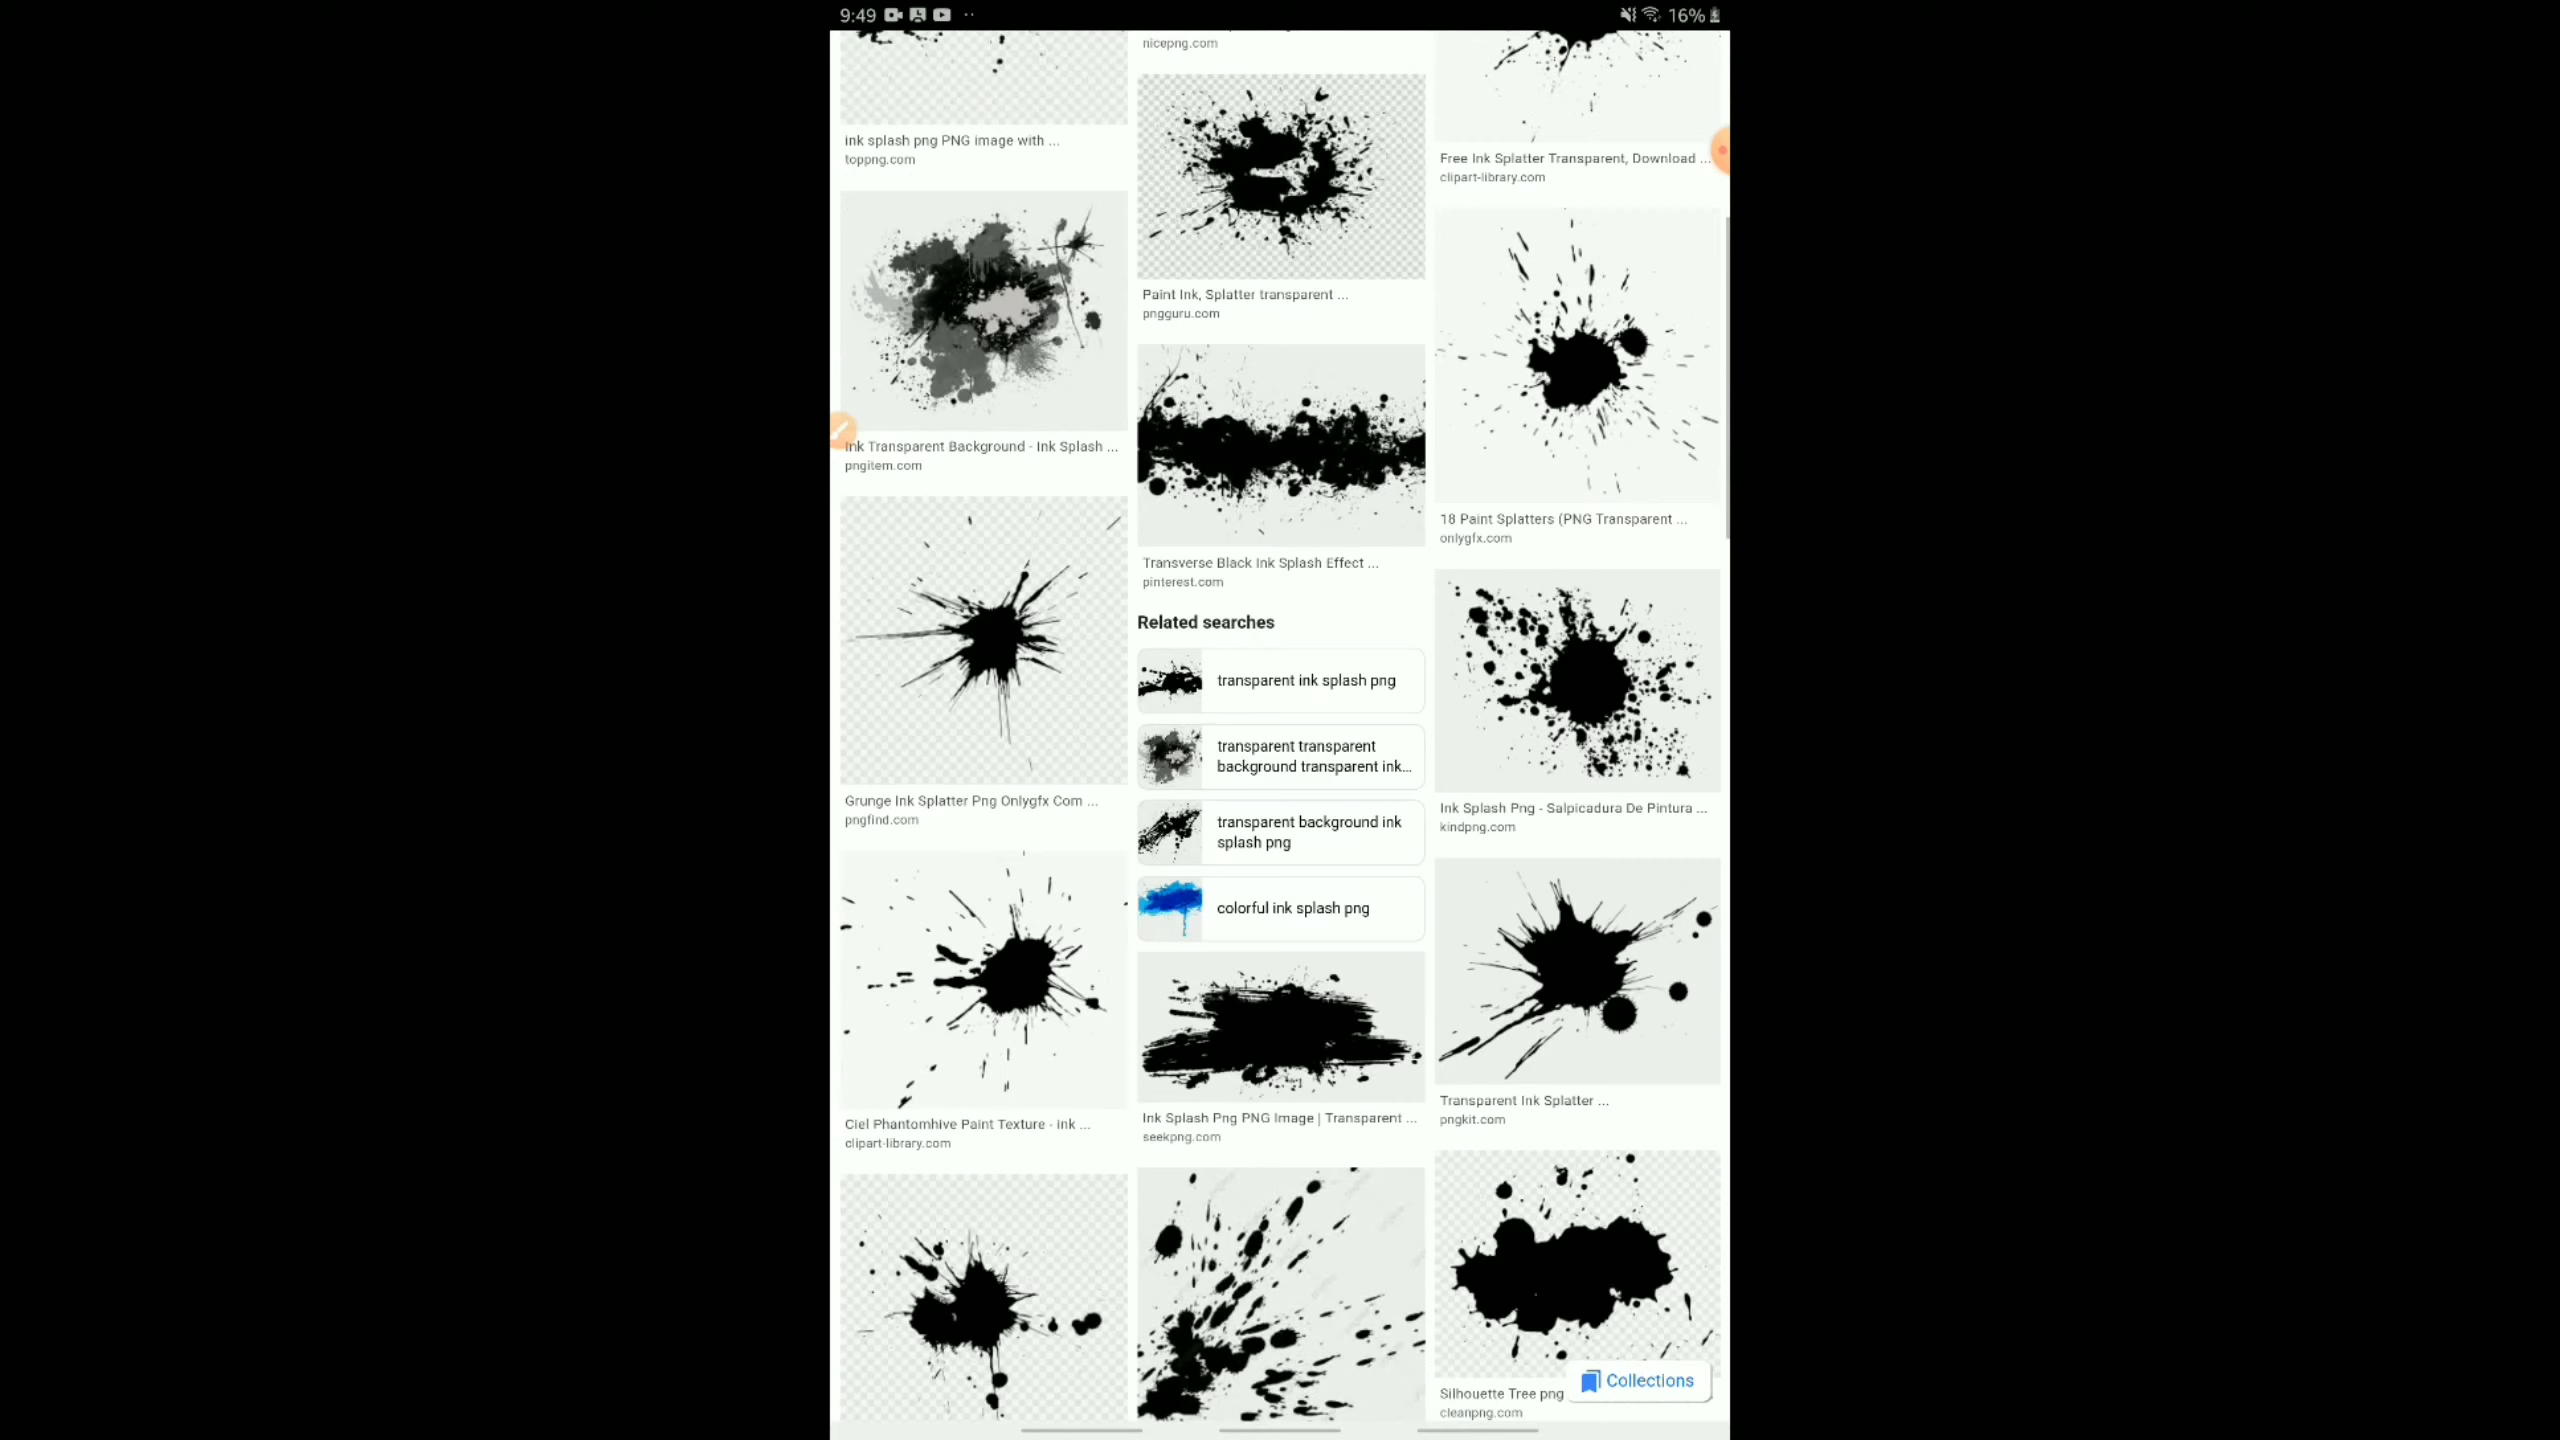 9:49
16%
nicepng.com
ink splash png PNG image with ...
toppng.com
Free Ink Splatter Transparent, Download ...
clipart-library.com
Paint Ink, Splatter transparent ...
pngguru.com
Ink Transparent Background - Ink Splash ...
pngitem.com
18 Paint Splatters (PNG Transparent ...
onlygfx.com
Transverse Black Ink Splash Effect ...
pinterest.com
Related searches
transparent ink splash png
transparent transparent
background transparent ink...
transparent background ink
splash png
colorful ink splash png
Grunge Ink Splatter Png Onlygfx Com ...
pngfind.com
Ink Splash Png - Salpicadura De Pintura ...
kindpng.com
Ciel Phantomhive Paint Texture - ink ...
clipart-library.com
Ink Splash Png PNG Image | Transparent ...
seekpng.com
Transparent Ink Splatter ...
pngkit.com
Silhouette Tree png
cleanpng.com
Collections